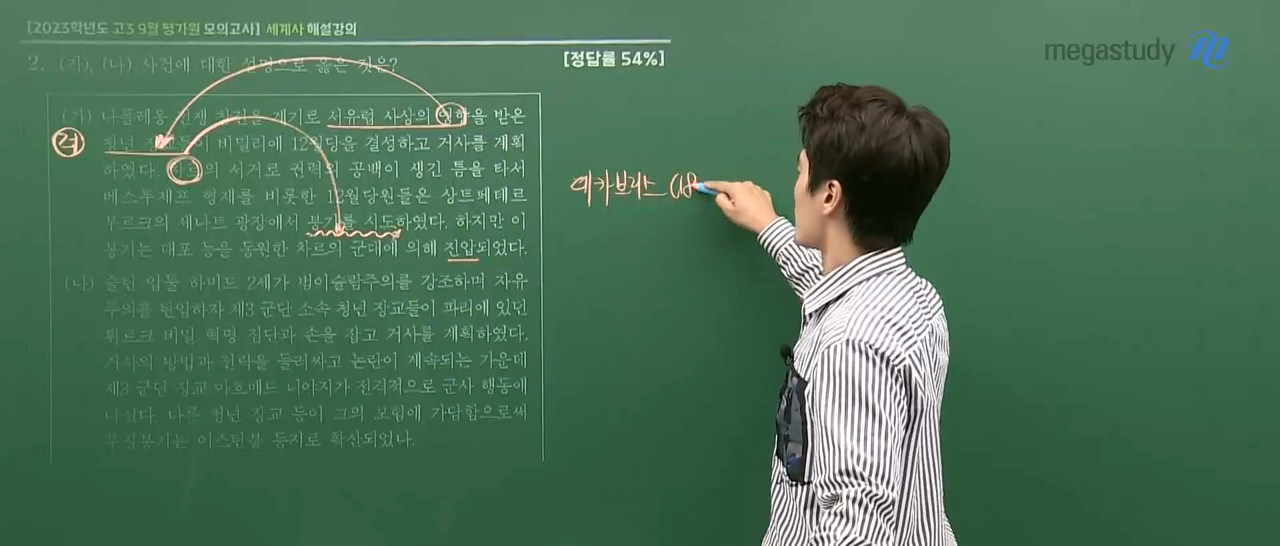 [2023학년도 고3 9월 평가원 모의고사] 세계사 해설강의
megastudy
2. (가), (나) 사건에 대한 설명으로 옳은 것은?
[정답률 54%]
(가) 나폴레옹 전쟁 참전을 계기로 서유럽 사상의 영향을 받은
청년 장교들이 비밀리에 12월당을 결성하고 거사를 계획
하였다. 차르의 서거로 권력의 공백이 생긴 틈을 타서
베스투제프 형제를 비롯한 12월당원들은 상트페테르
부르크의 세나트 광장에서 봉기를 시도하였다. 하지만 이
봉기는 대포 등을 동원한 차르의 군대에 의해 진압되었다.
(나) 술탄 압둘 하미드 2세가 범이슬람주의를 강조하며 자유
주의를 탄압하자 제3 군단 소속 청년 장교들이 파리에 있던
튀르크 비밀 혁명 집단과 손을 잡고 거사를 계획하였다.
거사의 방법과 전략을 둘러싸고 논란이 계속되는 가운데
제3 군단 장교 아흐메드 니야지가 전격적으로 군사 행동에
나섰다. 다른 청년 장교 등이 그의 모험에 가담함으로써
무장봉기는 이스탄불 등지로 확산되었다.
데카브리스 (18